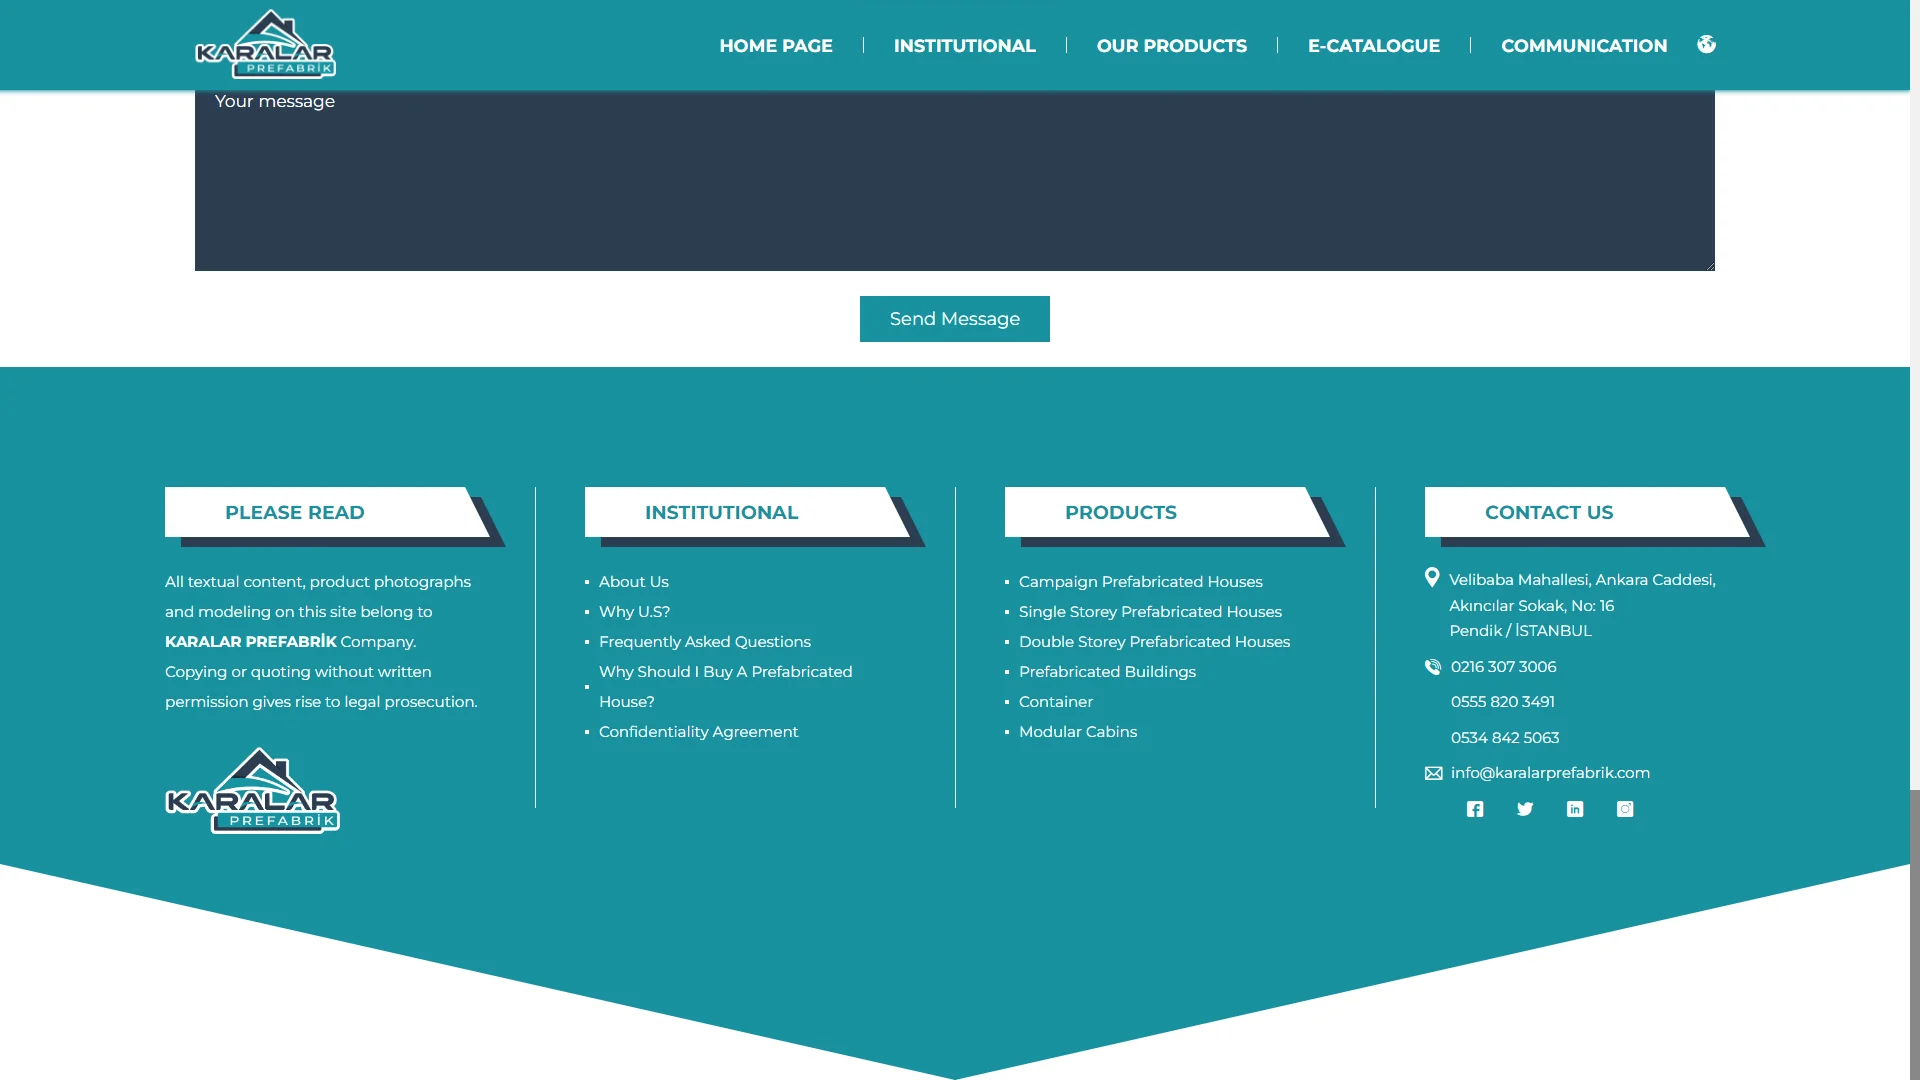 KARALAR
PREFABRİK
HOME PAGE
INSTITUTIONAL
OUR PRODUCTS
E-CATALOGUE
COMMUNICATION
Your message
Send Message
PLEASE READ
All textual content, product photographs
and modeling on this site belong to
KARALAR PREFABRİK Company.
Copying or quoting without written
permission gives rise to legal prosecution.
KARALAR
PREFABRİK
INSTITUTIONAL
About Us
Why U.S?
Frequently Asked Questions
Why Should I Buy A Prefabricated
House?
Confidentiality Agreement
PRODUCTS
Campaign Prefabricated Houses
Single Storey Prefabricated Houses
Double Storey Prefabricated Houses
Prefabricated Buildings
Container
Modular Cabins
CONTACT US
Velibaba Mahallesi, Ankara Caddesi,
Akıncılar Sokak, No: 16
Pendik / İSTANBUL
0216 307 3006
0555 820 3491
0534 842 5063
info@karalarprefabrik.com